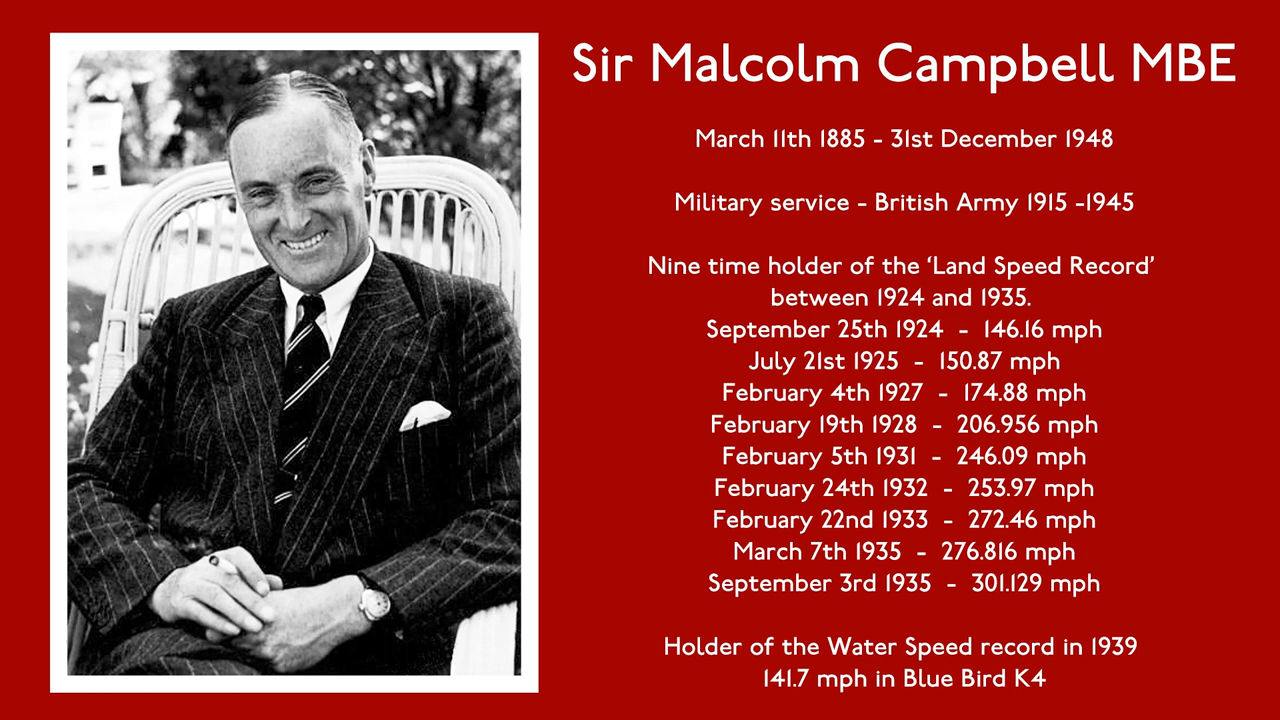 Sir Malcolm Campbell MBE
March 11th 1885 - 31st December 1948
Military service - British Army 1915 -1945
Nine time holder of the ‘Land Speed Record’
between 1924 and 1935.
September 25th 1924 - 146.16 mph
July 21st 1925 - 150.87 mph
February 4th 1927 - 174.88 mph
February 19th 1928 - 206.956 mph
February 5th 1931 - 246.09 mph
February 24th 1932 - 253.97 mph
February 22nd 1933 - 272.46 mph
March 7th 1935 - 276.816 mph
September 3rd 1935 - 301.129 mph
Holder of the Water Speed record in 1939
141.7 mph in Blue Bird K4